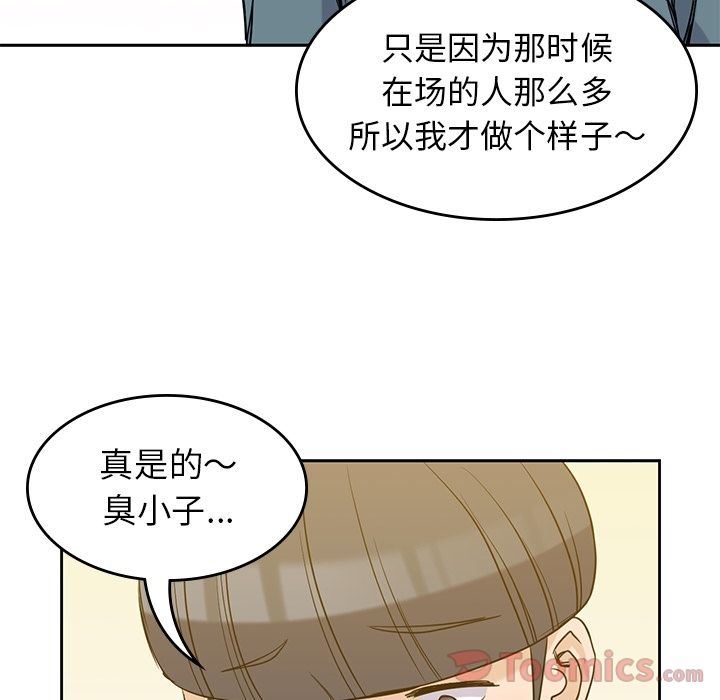 只是因为那时候
在场的人那么多
所以我才做个样子～
真是的～
臭小子...
Toomics.com